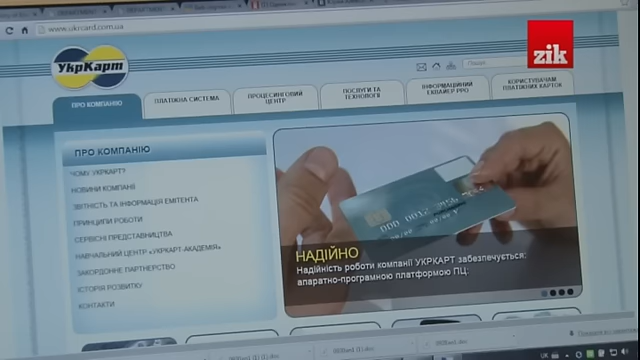 www.ukrcard.com.ua
zik
УкрКарт
ПРО КОМПАНІЮ
ПЛАТІЖНА СИСТЕМА
ПРОЦЕСИНГОВИЙ
ЦЕНТР
ПОСЛУГИ ТА
ТЕХНОЛОГІЇ
ІНФОРМАЦІЙНИЙ
ЕКВАЙЕР РРО
КОРИСТУВАЧАМ
ПЛАТІЖНИХ КАРТОК
ПРО КОМПАНІЮ
ЧОМУ УКРКАРТ?
НОВИНИ КОМПАНІЇ
ЗВІТНІСТЬ ТА ІНФОРМАЦІЯ ЕМІТЕНТА
ПРИНЦИПИ РОБОТИ
СЕРВІСНІ ПРЕДСТАВНИЦТВА
НАВЧАЛЬНИЙ ЦЕНТР «УКРКАРТ-АКАДЕМІЯ»
ЗАКОРДОННЕ ПАРТНЕРСТВО
ІСТОРІЯ РОЗВИТКУ
КОНТАКТИ
НАДІЙНО
Надійність роботи компанії УКРКАРТ забезпечується:
апаратно-програмною платформою ПЦ;